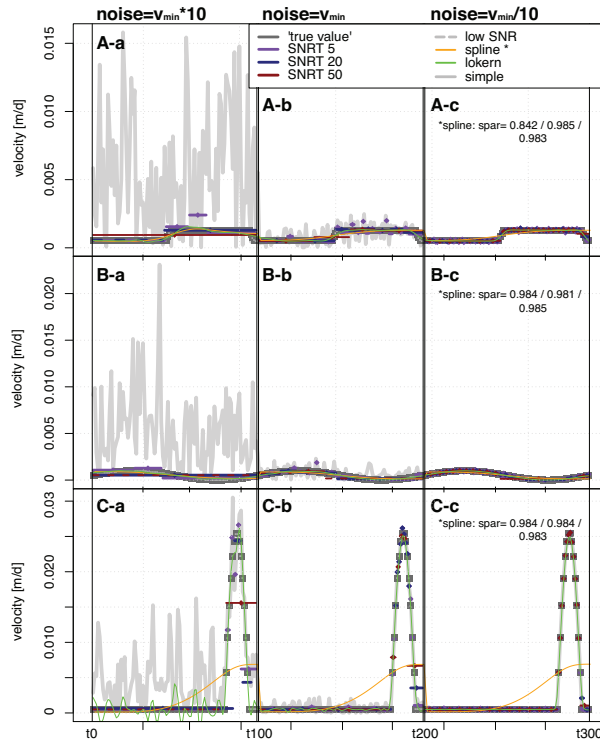 noise=vmin*10 noise=vmin noise=vmin/10
'true value' low SNR
SNRT 5 spline *
SNRT 20 lokern
SNRT 50 simple
A-a A-b A-c
*spline: spar= 0.842 / 0.985 /
0.983
velocity [m/d]
0.015
0.010
0.005
0
B-a B-b B-c
*spline: spar= 0.984 / 0.981 /
0.985
velocity [m/d]
0.020
0.015
0.010
0.005
0
C-a C-b C-c
*spline: spar= 0.984 / 0.984 /
0.983
velocity [m/d]
0.03
0.020
0.010
0
t0 t100 t200 t300